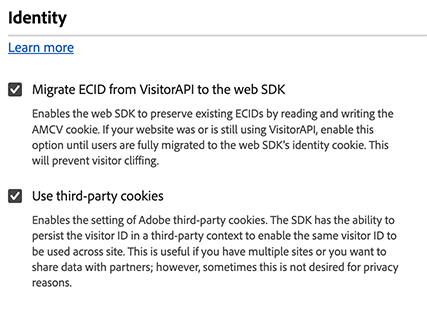 Identity
Learn more
Migrate ECID from VisitorAPI to the web SDK
Enables the web SDK to preserve existing ECIDs by reading and writing the
AMCV cookie. If your website was or is still using VisitorAPI, enable this
option until users are fully migrated to the web SDK's identity cookie. This
will prevent visitor cliffing.
Use third-party cookies
Enables the setting of Adobe third-party cookies. The SDK has the ability to
persist the visitor ID in a third-party context to enable the same visitor ID to
be used across site. This is useful if you have multiple sites or you want to
share data with partners; however, sometimes this is not desired for privacy
reasons.